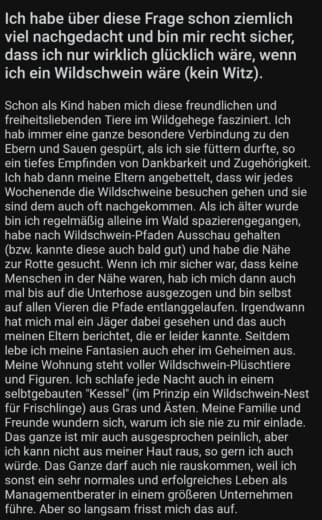 Ich habe über diese Frage schon ziemlich
viel nachgedacht und bin mir recht sicher,
dass ich nur wirklich glücklich wäre, wenn
ich ein Wildschwein wäre (kein Witz).
Schon als Kind haben mich diese freundlichen und
freiheitsliebenden Tiere im Wildgehege fasziniert. Ich
hab immer eine ganz besondere Verbindung zu den
Ebern und Sauen gespürt, als ich sie füttern durfte, so
ein tiefes Empfinden von Dankbarkeit und Zugehörigkeit.
Ich hab dann meine Eltern angebettelt, dass wir jedes
Wochenende die Wildschweine besuchen gehen und sie
sind dem auch oft nachgekommen. Als ich älter wurde
bin ich regelmäßig alleine im Wald spazierengegangen,
habe nach Wildschwein-Pfaden Ausschau gehalten
(bzw. kannte diese auch bald gut) und habe die Nähe
zur Rotte gesucht. Wenn ich mir sicher war, dass keine
Menschen in der Nähe waren, hab ich mich dann auch
mal bis auf die Unterhose ausgezogen und bin selbst
auf allen Vieren die Pfade entlanggelaufen. Irgendwann
hat mich mal ein Jäger dabei gesehen und das auch
meinen Eltern berichtet, die er leider kannte. Seitdem
lebe ich meine Fantasien auch eher im Geheimen aus.
Meine Wohnung steht voller Wildschwein-Plüschtiere
und Figuren. Ich schlafe jede Nacht auch in einem
selbstgebauten "Kessel" (im Prinzip ein Wildschwein-Nest
für Frischlinge) aus Gras und Ästen. Meine Familie und
Freunde wundern sich, warum ich sie nie zu mir einlade.
Das ganze ist mir auch ausgesprochen peinlich, aber
ich kann nicht aus meiner Haut raus, so gern ich auch
würde. Das Ganze darf auch nie rauskommen, weil ich
sonst ein sehr normales und erfolgreiches Leben als
Managementberater in einem größeren Unternehmen
führe. Aber so langsam frisst mich das auf.